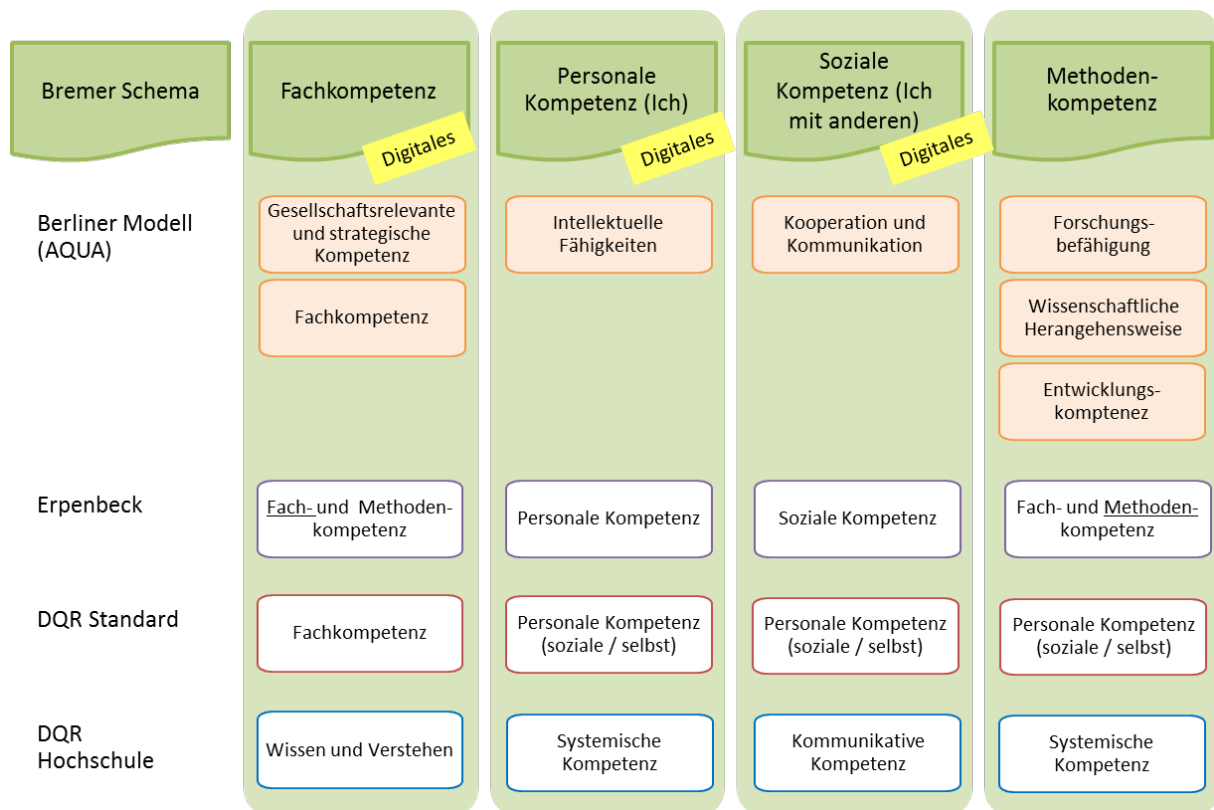 Bremer Schema
Fachkompetenz
Personale
Kompetenz (Ich)
Soziale
Kompetenz (Ich
mit anderen)
Methoden-
kompetenz
Digitales
Digitales
Digitales
Berliner Modell
(AQUA)
Gesellschaftsrelevante
und strategische
Kompetenz
Fachkompetenz
Intellektuelle
Fähigkeiten
Kooperation und
Kommunikation
Forschungs-
befähigung
Wissenschaftliche
Herangehensweise
Entwicklungs-
komptenez
Erpenbeck
Fach- und Methoden-
kompetenz
Personale Kompetenz
Soziale Kompetenz
Fach- und Methoden-
kompetenz
DQR Standard
Fachkompetenz
Personale Kompetenz
(soziale / selbst)
Personale Kompetenz
(soziale / selbst)
Personale Kompetenz
(soziale / selbst)
DQR
Hochschule
Wissen und Verstehen
Systemische
Kompetenz
Kommunikative
Kompetenz
Systemische
Kompetenz